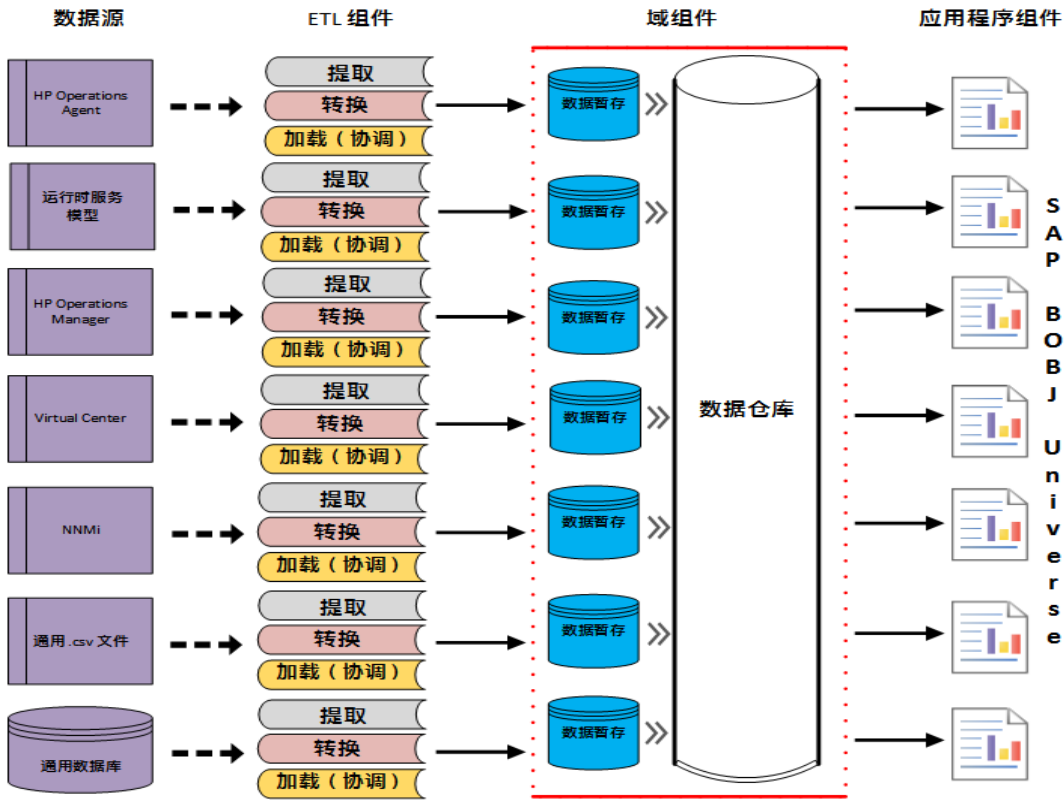 数据源
ETL 组件
域组件
应用程序组件
HP Operations
Agent
提取
转换
加载(协调)
数据暂存
运行时服务
模型
提取
转换
加载(协调)
数据暂存
HP Operations
Manager
提取
转换
加载(协调)
数据暂存
Virtual Center
提取
转换
加载(协调)
数据暂存
NNMi
提取
转换
加载(协调)
数据暂存
通用 .csv 文件
提取
转换
加载(协调)
数据暂存
通用数据库
提取
转换
加载(协调)
数据暂存
数据仓库
SAP BOBJ Universe